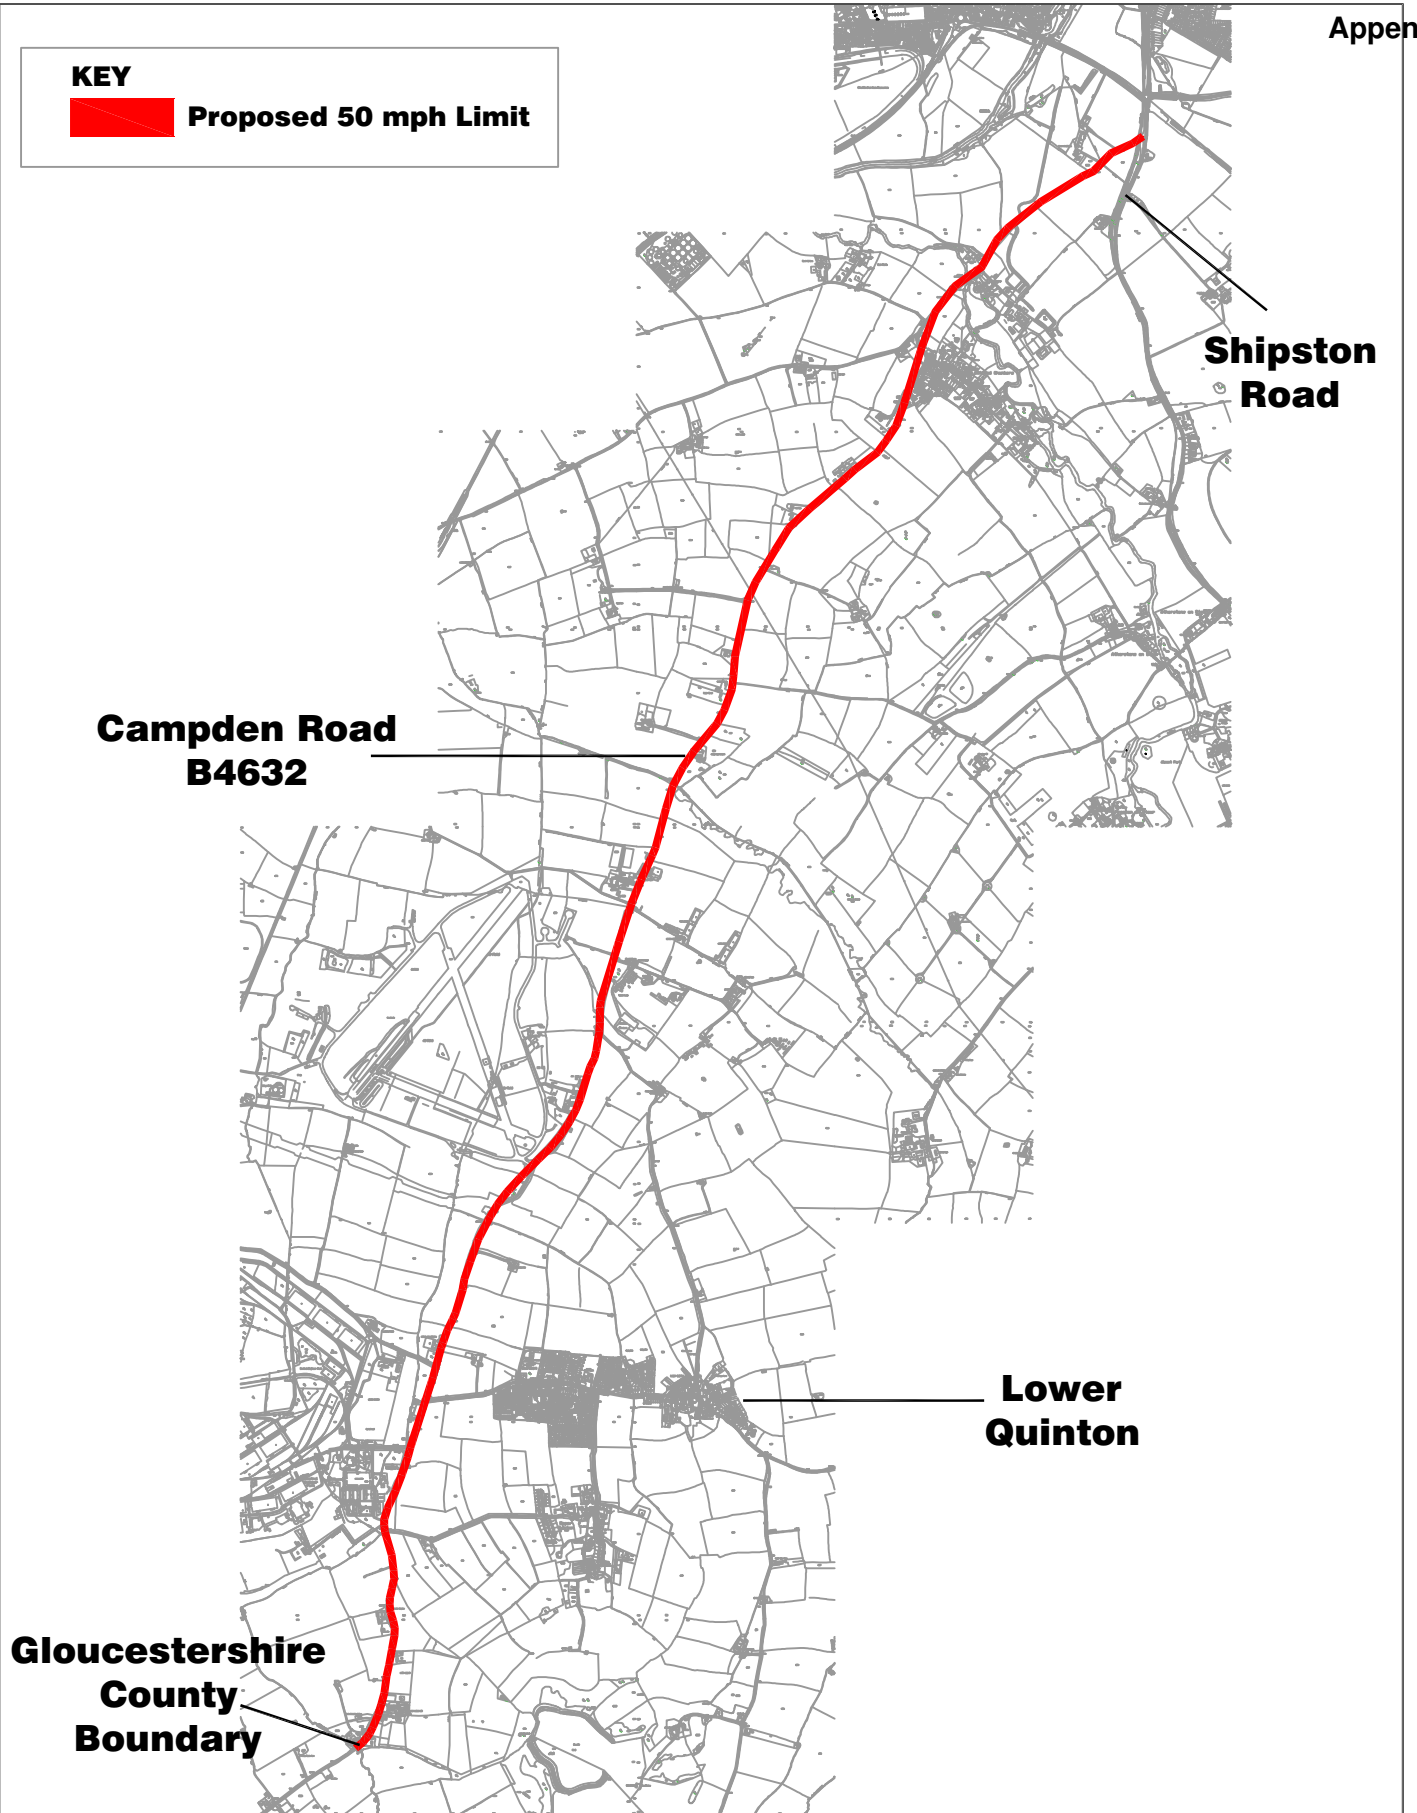 Appen
KEY
Proposed 50 mph Limit
Shipston
Road
Campden Road
B4632
Lower
Quinton
Gloucestershire
County
Boundary